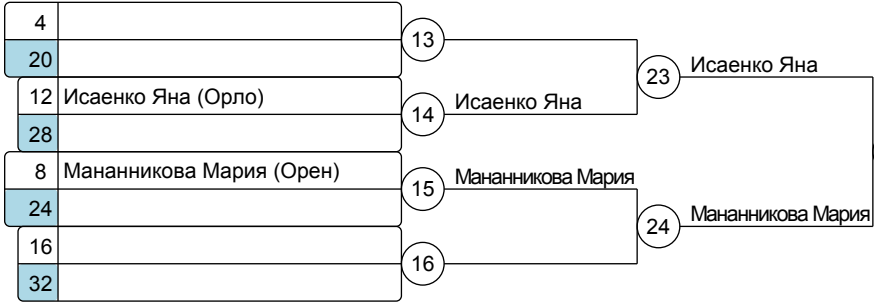 4
13
20
23 Исаенко Яна
12 Исаенко Яна (Орло)
14 Исаенко Яна
28
8 Мананникова Мария (Орен)
15 Мананникова Мария
24
24 Мананникова Мария
16
16
32